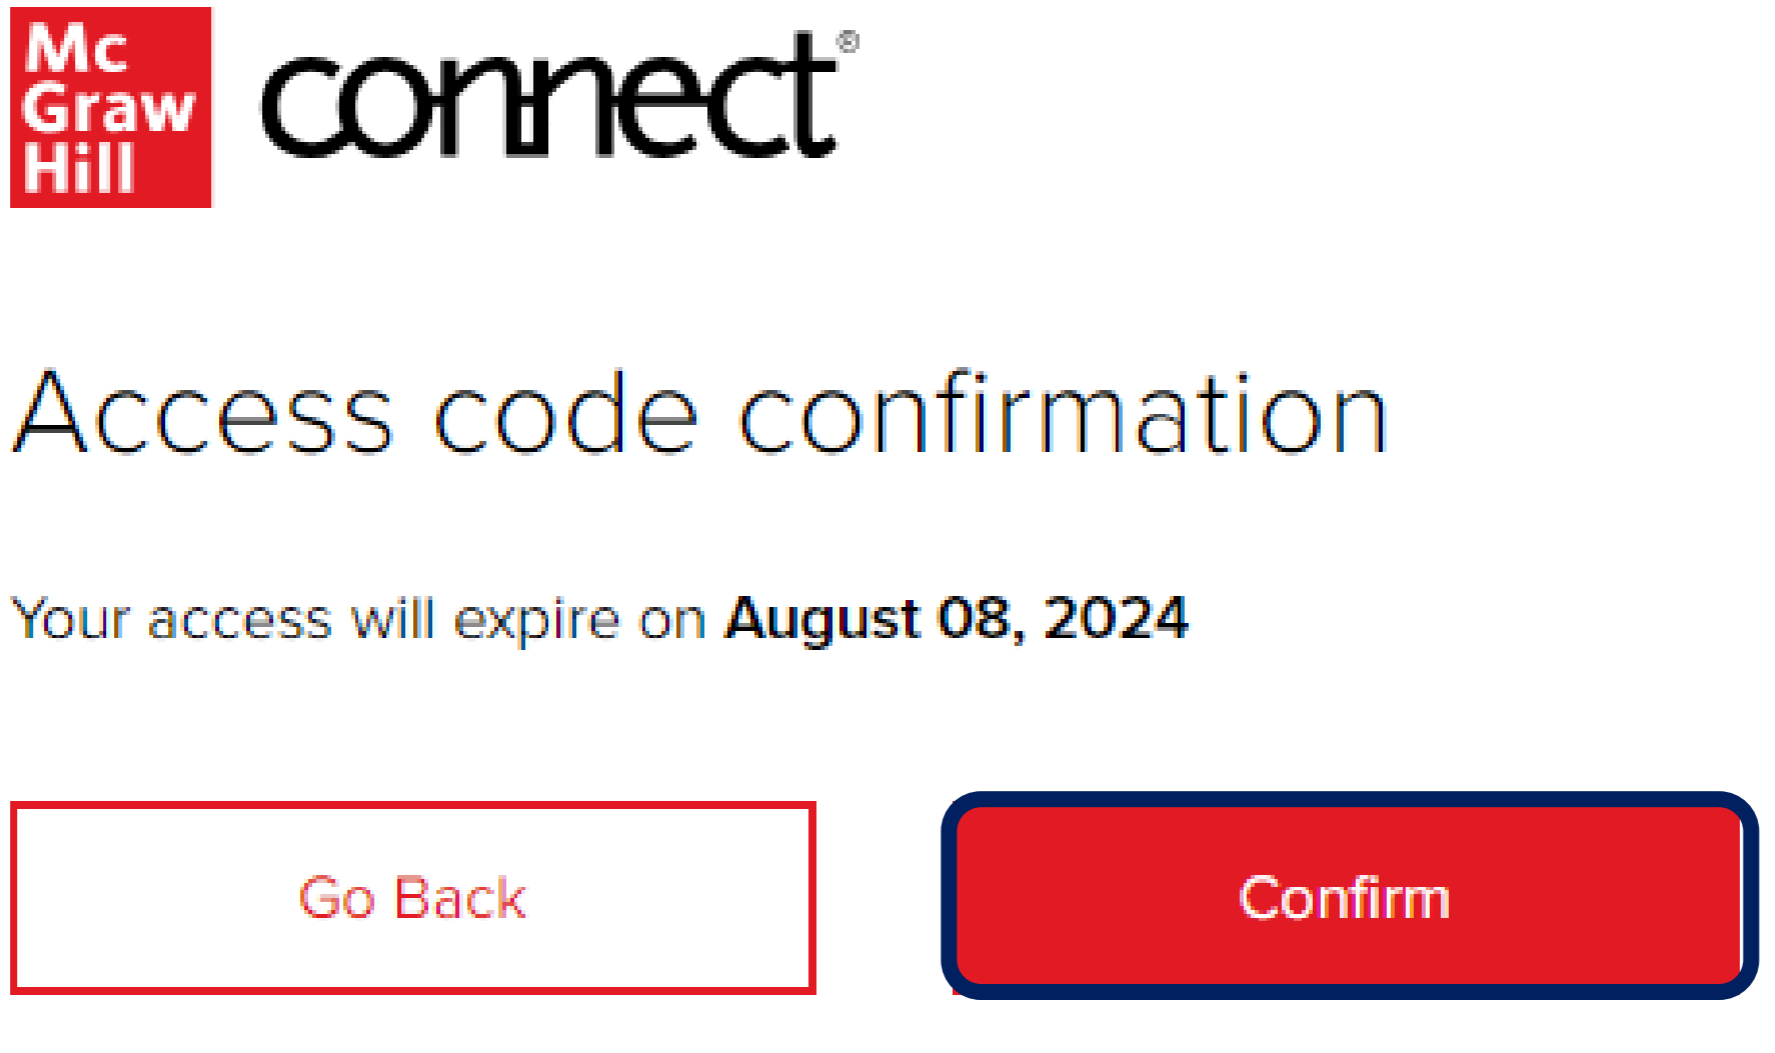 Mc
Graw
Hill
connect®
Access code confirmation
Your access will expire on August 08, 2024
Go Back
Confirm